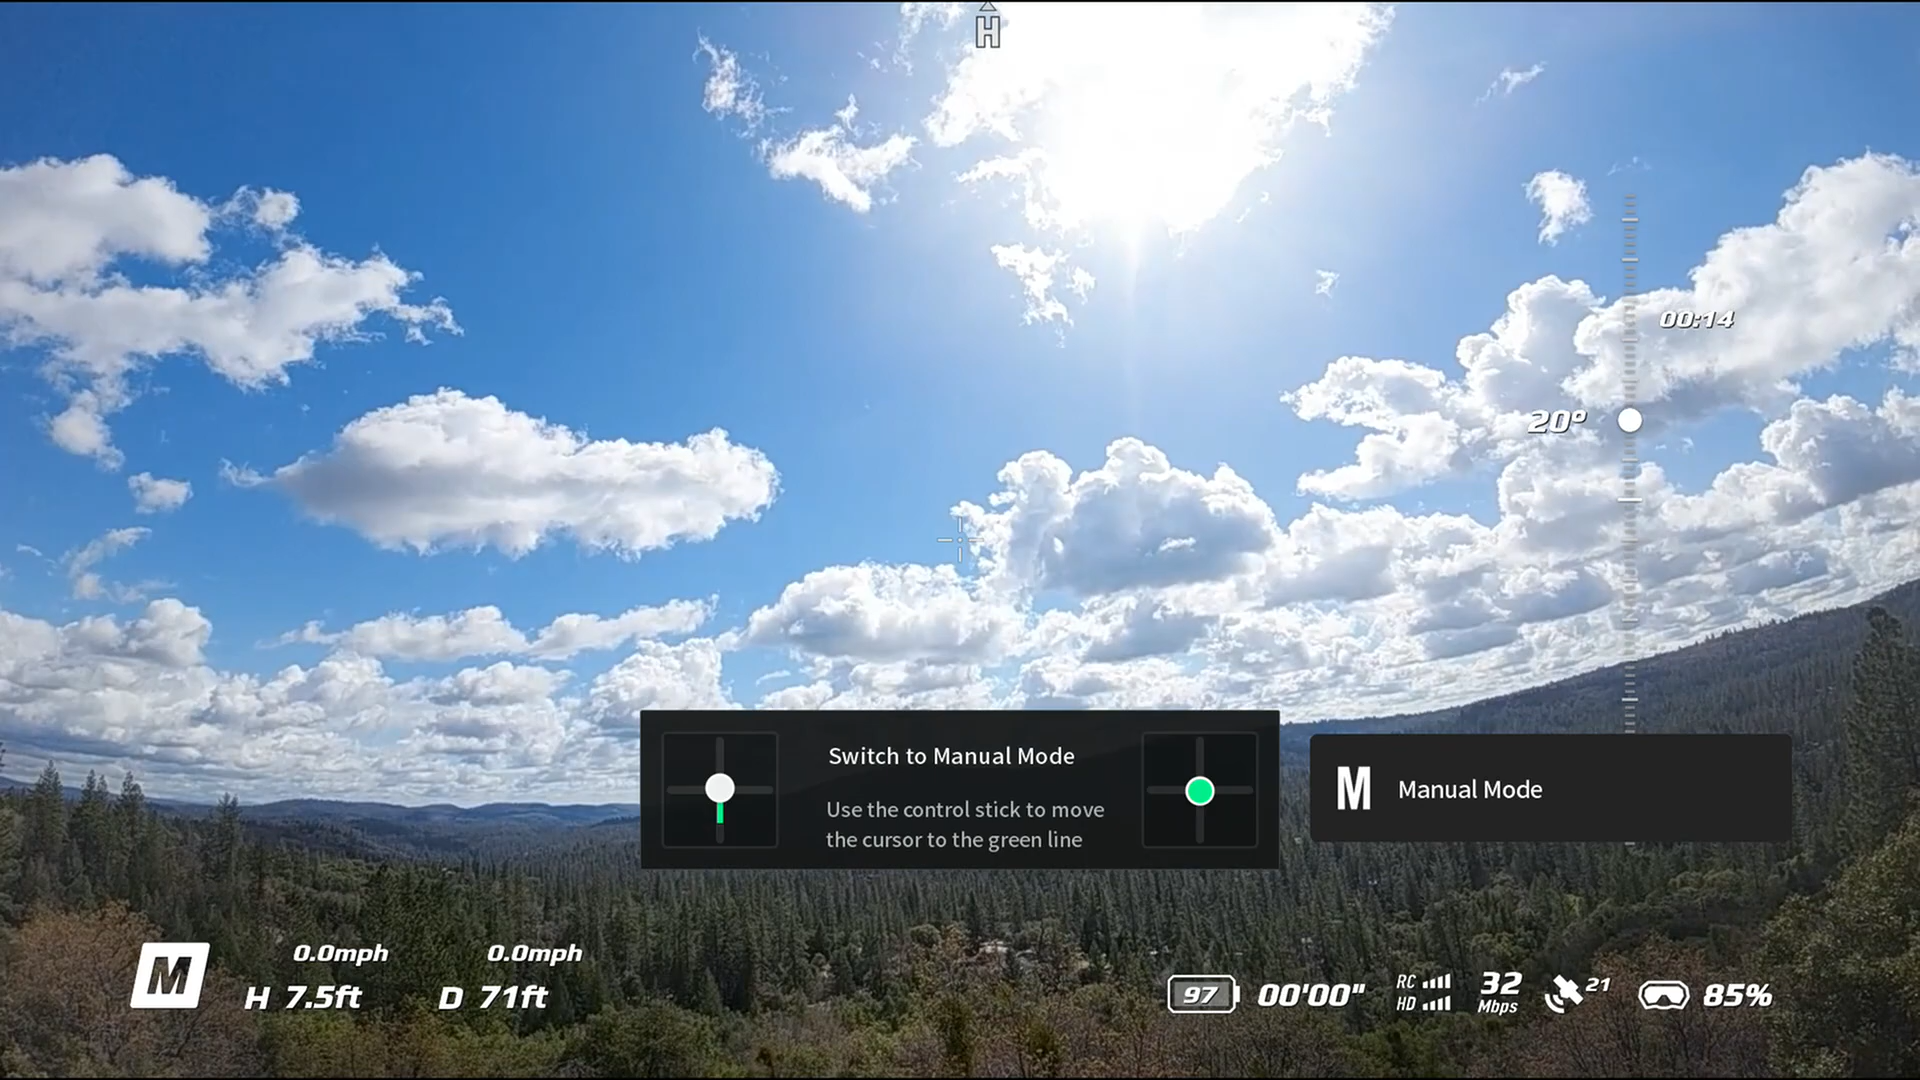 H
00:14
20°
Switch to Manual Mode
Use the control stick to move
the cursor to the green line
M Manual Mode
M
0.0mph 0.0mph
H 7.5ft D 71ft
97 00'00" RC HD 32 Mbps 21 85%